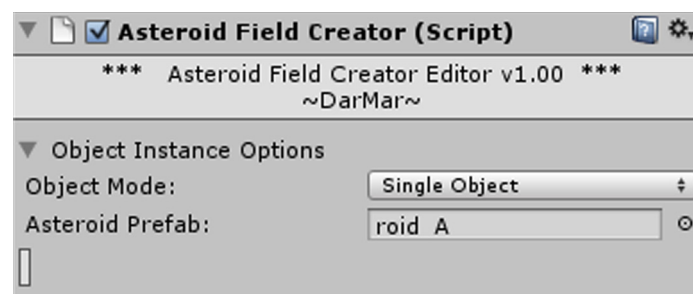 Asteroid Field Creator (Script)
*** Asteroid Field Creator Editor v1.00 ***
~DarMar~
Object Instance Options
Object Mode: Single Object
Asteroid Prefab: roid A